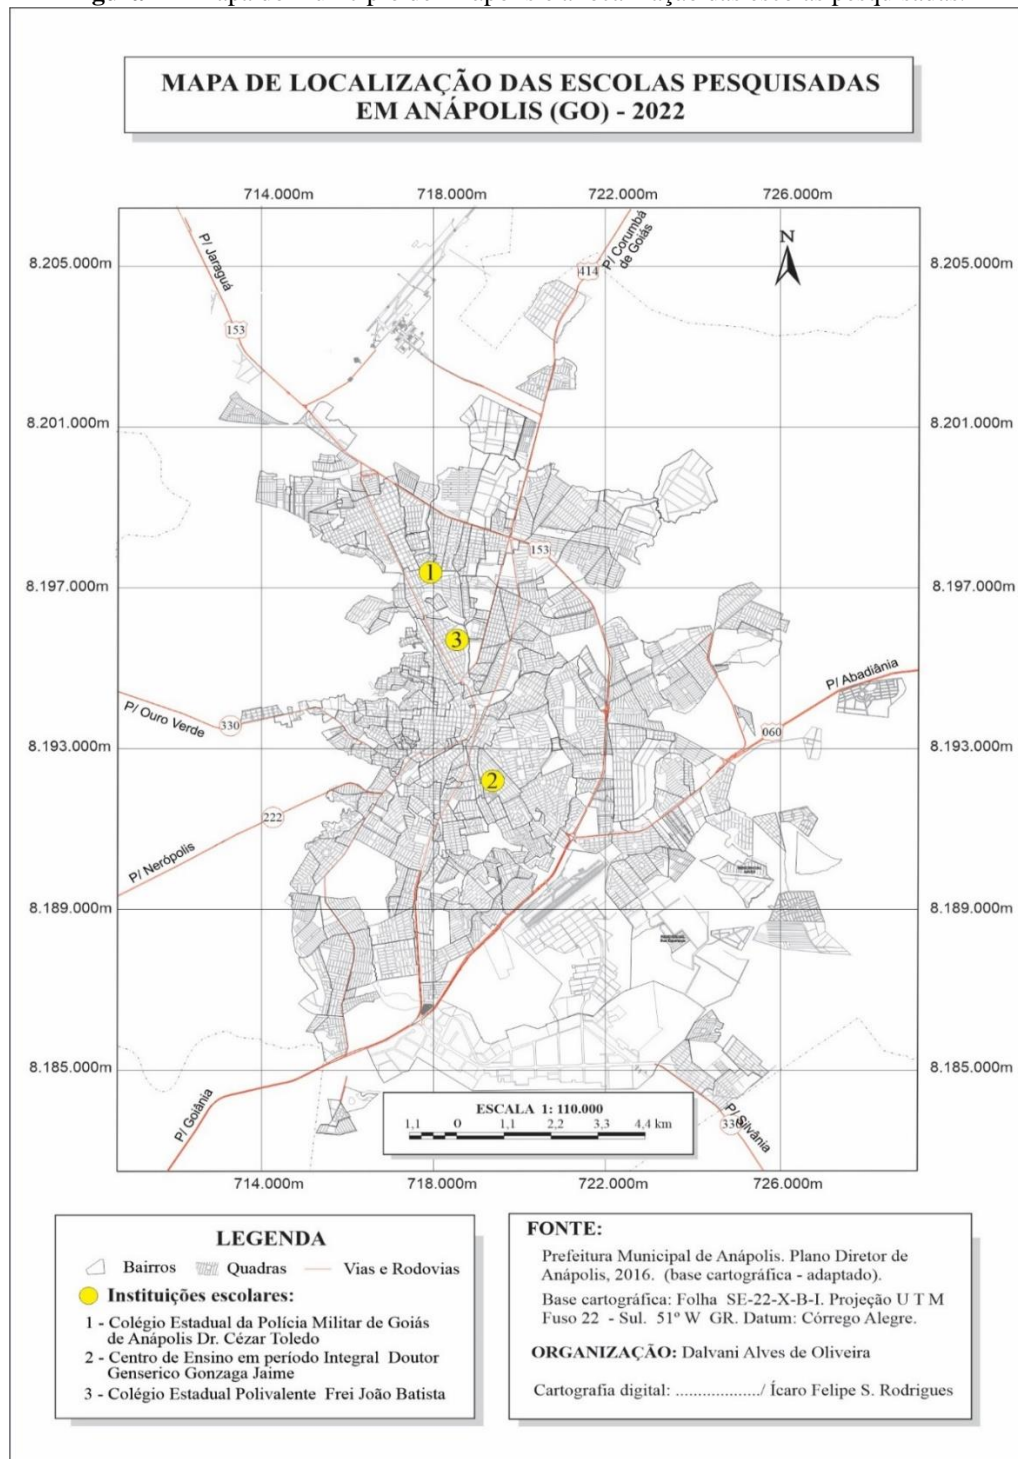 MAPA DE LOCALIZAÇÃO DAS ESCOLAS PESQUISADAS
EM ANÁPOLIS (GO) - 2022
714.000m 718.000m 722.000m 726.000m
P/ Jaraguá
P/ Corumbá
de Goiás
N
8.205.000m 8.205.000m
414
153
8.201.000m 8.201.000m
153
1
8.197.000m 8.197.000m
3
P/ Abadiânia
P/ Ouro Verde
330
060
8.193.000m 8.193.000m
2
222
P/ Nerópolis
8.189.000m 8.189.000m
8.185.000m 8.185.000m
P/ Goiânia
P/ Silvânia
330
ESCALA 1: 110.000
1,1 0 1,1 2,2 3,3 4,4 km
714.000m 718.000m 722.000m 726.000m
LEGENDA
Bairros Quadras Vias e Rodovias
Instituições escolares:
1 - Colégio Estadual da Polícia Militar de Goiás
de Anápolis Dr. Cézar Toledo
2 - Centro de Ensino em período Integral Doutor
Genserico Gonzaga Jaime
3 - Colégio Estadual Polivalente Frei João Batista
FONTE:
Prefeitura Municipal de Anápolis. Plano Diretor de
Anápolis, 2016. (base cartográfica - adaptado).
Base cartográfica: Folha SE-22-X-B-I. Projeção U T M
Fuso 22 - Sul. 51º W GR. Datum: Córrego Alegre.
ORGANIZAÇÃO: Dalvani Alves de Oliveira
Cartografia digital: .................../ Ícaro Felipe S. Rodrigues